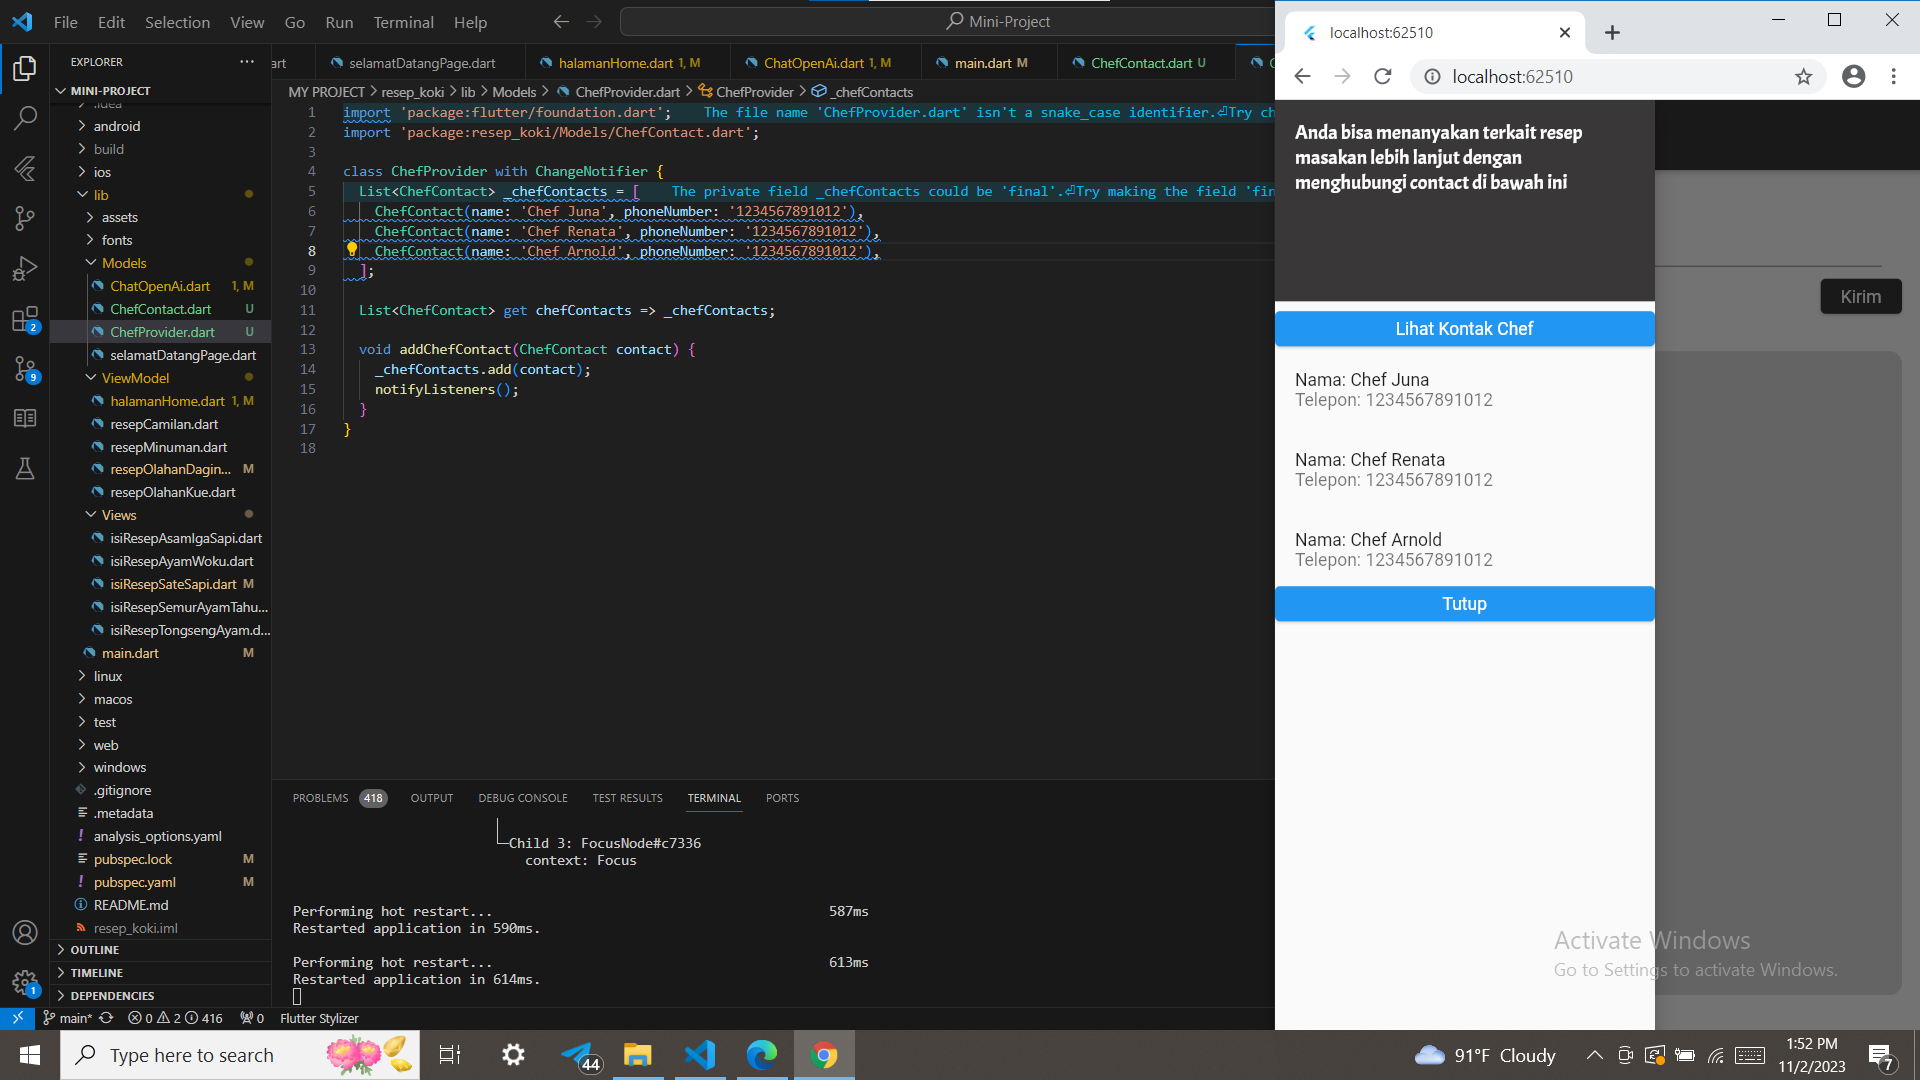 File Edit Selection View Go Run Terminal Help
Mini-Project
EXPLORER
MINI-PROJECT
.idea
android
build
ios
lib
assets
fonts
Models
ChatOpenAi.dart 1, M
ChefContact.dart U
ChefProvider.dart U
selamatDatangPage.dart
ViewModel
halamanHome.dart 1, M
resepCamilan.dart
resepMinuman.dart
resepOlahanDagin... M
resepOlahanKue.dart
Views
isiResepAsamIgaSapi.dart
isiResepAyamWoku.dart
isiResepSateSapi.dart M
isiResepSemurAyamTahu...
isiResepTongsengAyam.d...
main.dart M
linux
macos
test
web
windows
.gitignore
.metadata
analysis_options.yaml
pubspec.lock M
pubspec.yaml M
README.md
resep_koki.iml
OUTLINE
TIMELINE
DEPENDENCIES
2
9
1
art selamatDatangPage.dart halamanHome.dart 1, M ChatOpenAi.dart 1, M main.dart M ChefContact.dart U
MY PROJECT > resep_koki > lib > Models > ChefProvider.dart > ChefProvider > _chefContacts
1 import 'package:flutter/foundation.dart'; The file name 'ChefProvider.dart' isn't a snake_case identifier.⏎Try ch
2 import 'package:resep_koki/Models/ChefContact.dart';
3
4 class ChefProvider with ChangeNotifier {
5 List<ChefContact> _chefContacts = [ The private field _chefContacts could be 'final'.⏎Try making the field 'fin
6 ChefContact(name: 'Chef Juna', phoneNumber: '1234567891012'),
7 ChefContact(name: 'Chef Renata', phoneNumber: '1234567891012'),
8 ChefContact(name: 'Chef Arnold', phoneNumber: '1234567891012'),
9 ];
10
11 List<ChefContact> get chefContacts => _chefContacts;
12
13 void addChefContact(ChefContact contact) {
14 _chefContacts.add(contact);
15 notifyListeners();
16 }
17 }
18
PROBLEMS 418 OUTPUT DEBUG CONSOLE TEST RESULTS TERMINAL PORTS
Child 3: FocusNode#c7336
context: Focus
Performing hot restart... 587ms
Restarted application in 590ms.
Performing hot restart... 613ms
Restarted application in 614ms.
main* 0 2 416 0 Flutter Stylizer
localhost:62510
localhost:62510
Anda bisa menanyakan terkait resep
masakan lebih lanjut dengan
menghubungi contact di bawah ini
Kirim
Lihat Kontak Chef
Nama: Chef Juna
Telepon: 1234567891012
Nama: Chef Renata
Telepon: 1234567891012
Nama: Chef Arnold
Telepon: 1234567891012
Tutup
Activate Windows
Go to Settings to activate Windows.
Type here to search
44
91°F Cloudy
1:52 PM
11/2/2023
7